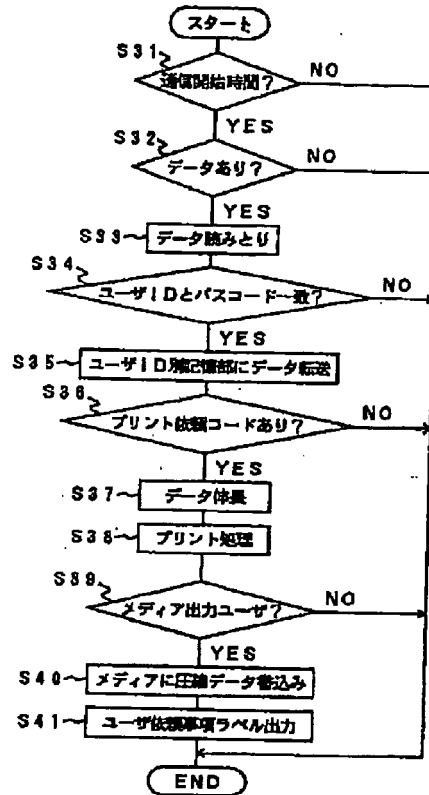 スタート
S31
通信開始時間?
NO
YES
S32
データあり?
NO
YES
S33
データ読みとり
S34
ユーザIDとパスコード一致?
NO
YES
S35
ユーザID別記憶部にデータ転送
S36
プリント依頼コードあり?
NO
YES
S37
データ伸長
S38
プリント処理
S39
メディア出力ユーザ?
NO
YES
S40
メディアに圧縮データ書込み
S41
ユーザ依頼事項ラベル出力
END